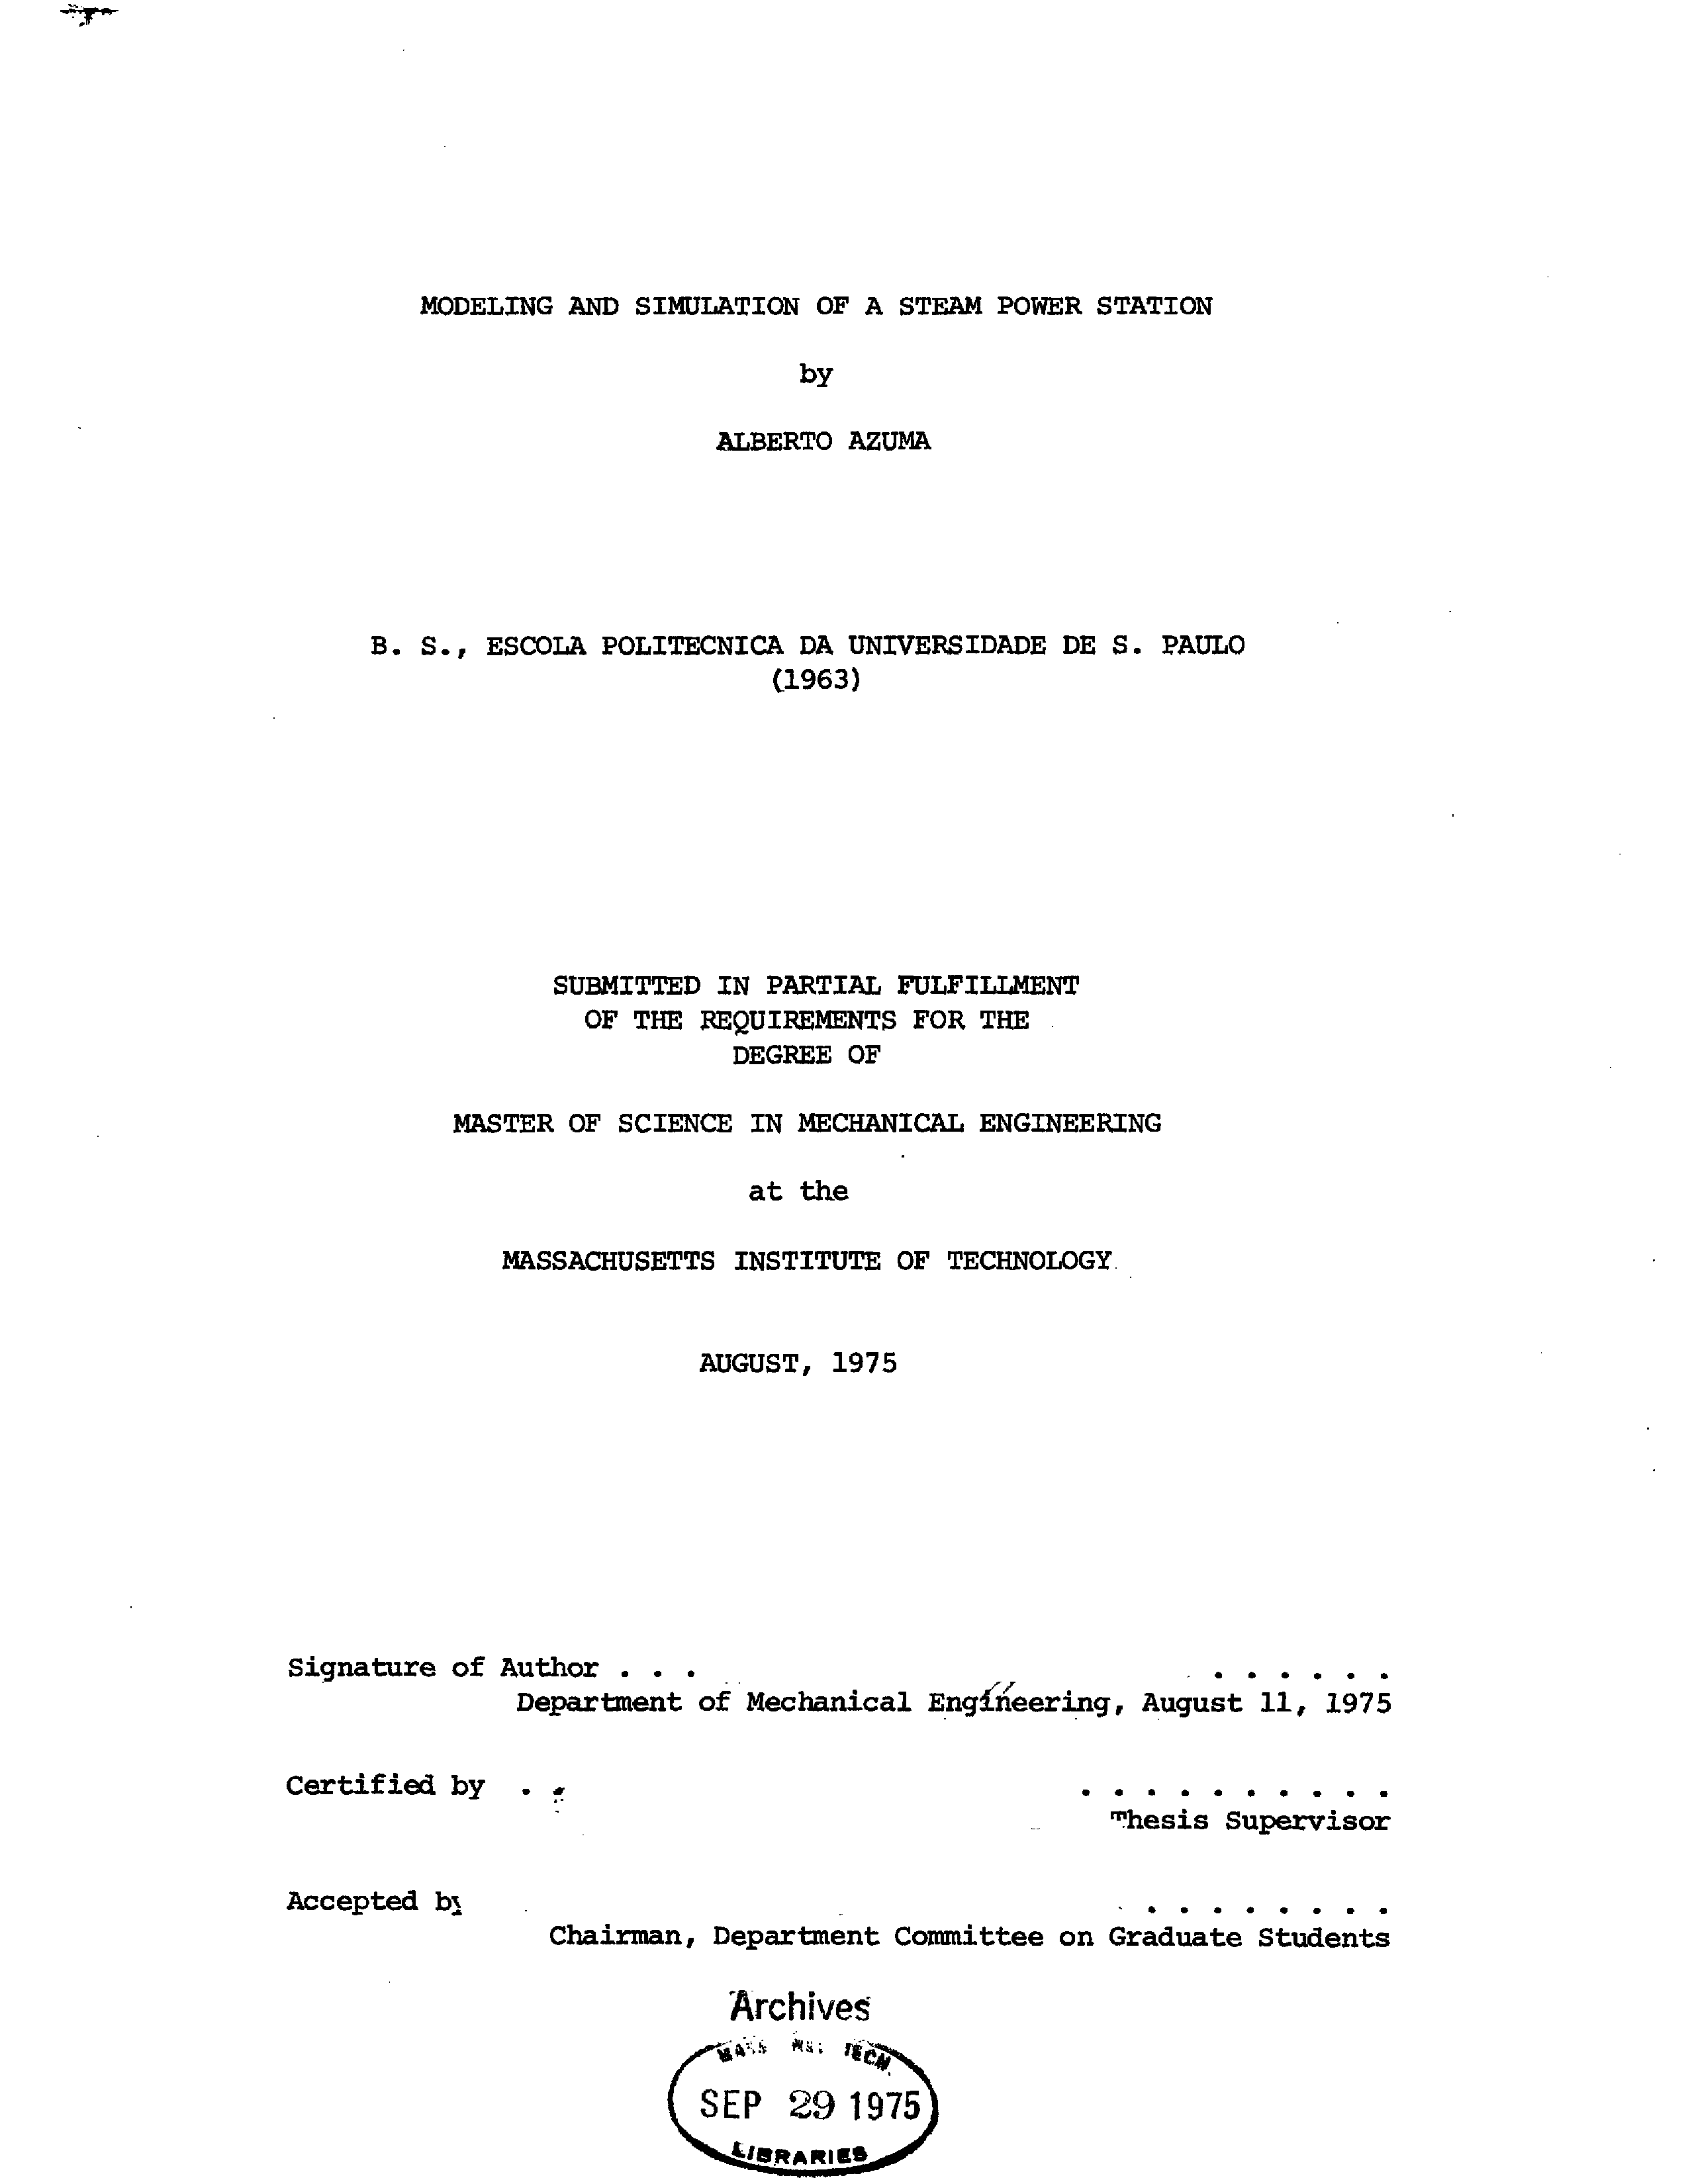 MODELING AND SIMULATION OF A STEAM POWER STATION
by
ALBERTO AZUMA
B. S., ESCOLA POLITECNICA DA UNIVERSIDADE DE S. PAULO
(1963)
SUBMITTED IN PARTIAL FULFILLMENT
OF THE REQUIREMENTS FOR THE
DEGREE OF
MASTER OF SCIENCE IN MECHANICAL ENGINEERING
at the
MASSACHUSETTS INSTITUTE OF TECHNOLOGY
AUGUST, 1975
Signature of Author . . . . . . . . .
Department of Mechanical Engineering, August 11, 1975
Certified by . . . . . . . . . . . .
Thesis Supervisor
Accepted by . . . . . . . .
Chairman, Department Committee on Graduate Students
Archives
MASS INST TECH.
SEP 29 1975
LIBRARIES